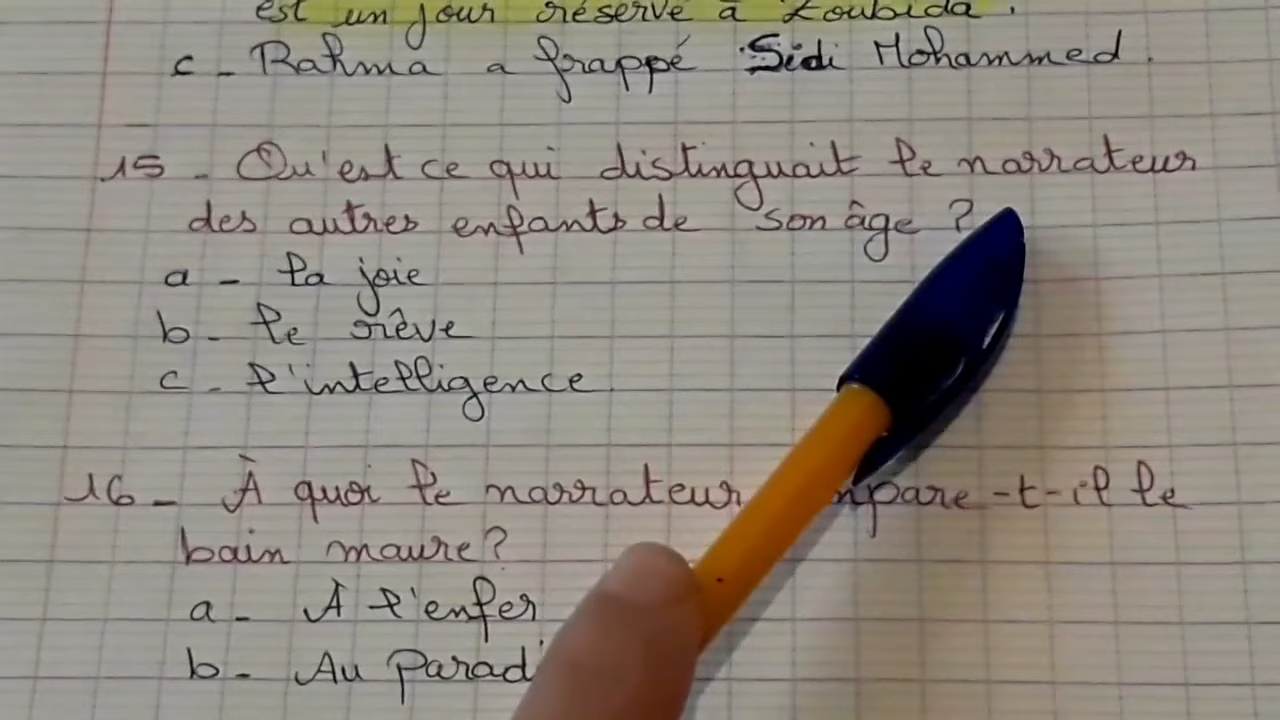 est un jour réservé à Zoubida.
c - Rahma a frappé Sidi Mohammed.
15 - Qu'est ce qui distinguait le narrateur
des autres enfants de son âge ?
a - la joie
b - le rêve
c - l'intelligence
16 - À quoi le narrateur -t-il le
bain maure ?
a - À l'enfer
b - Au